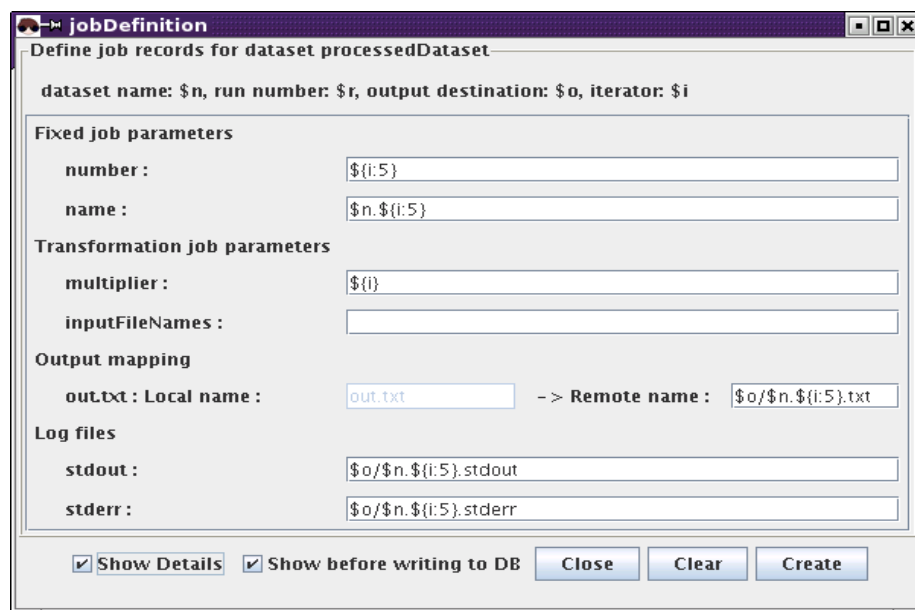 jobDefinition
Define job records for dataset processedDataset
dataset name: $n, run number: $r, output destination: $o, iterator: $i
Fixed job parameters
number : ${i:5}
name : $n.${i:5}
Transformation job parameters
multiplier : ${i}
inputFileNames :
Output mapping
out.txt : Local name : out.txt -> Remote name : $o/$n.${i:5}.txt
Log files
stdout : $o/$n.${i:5}.stdout
stderr : $o/$n.${i:5}.stderr
Show Details Show before writing to DB Close Clear Create